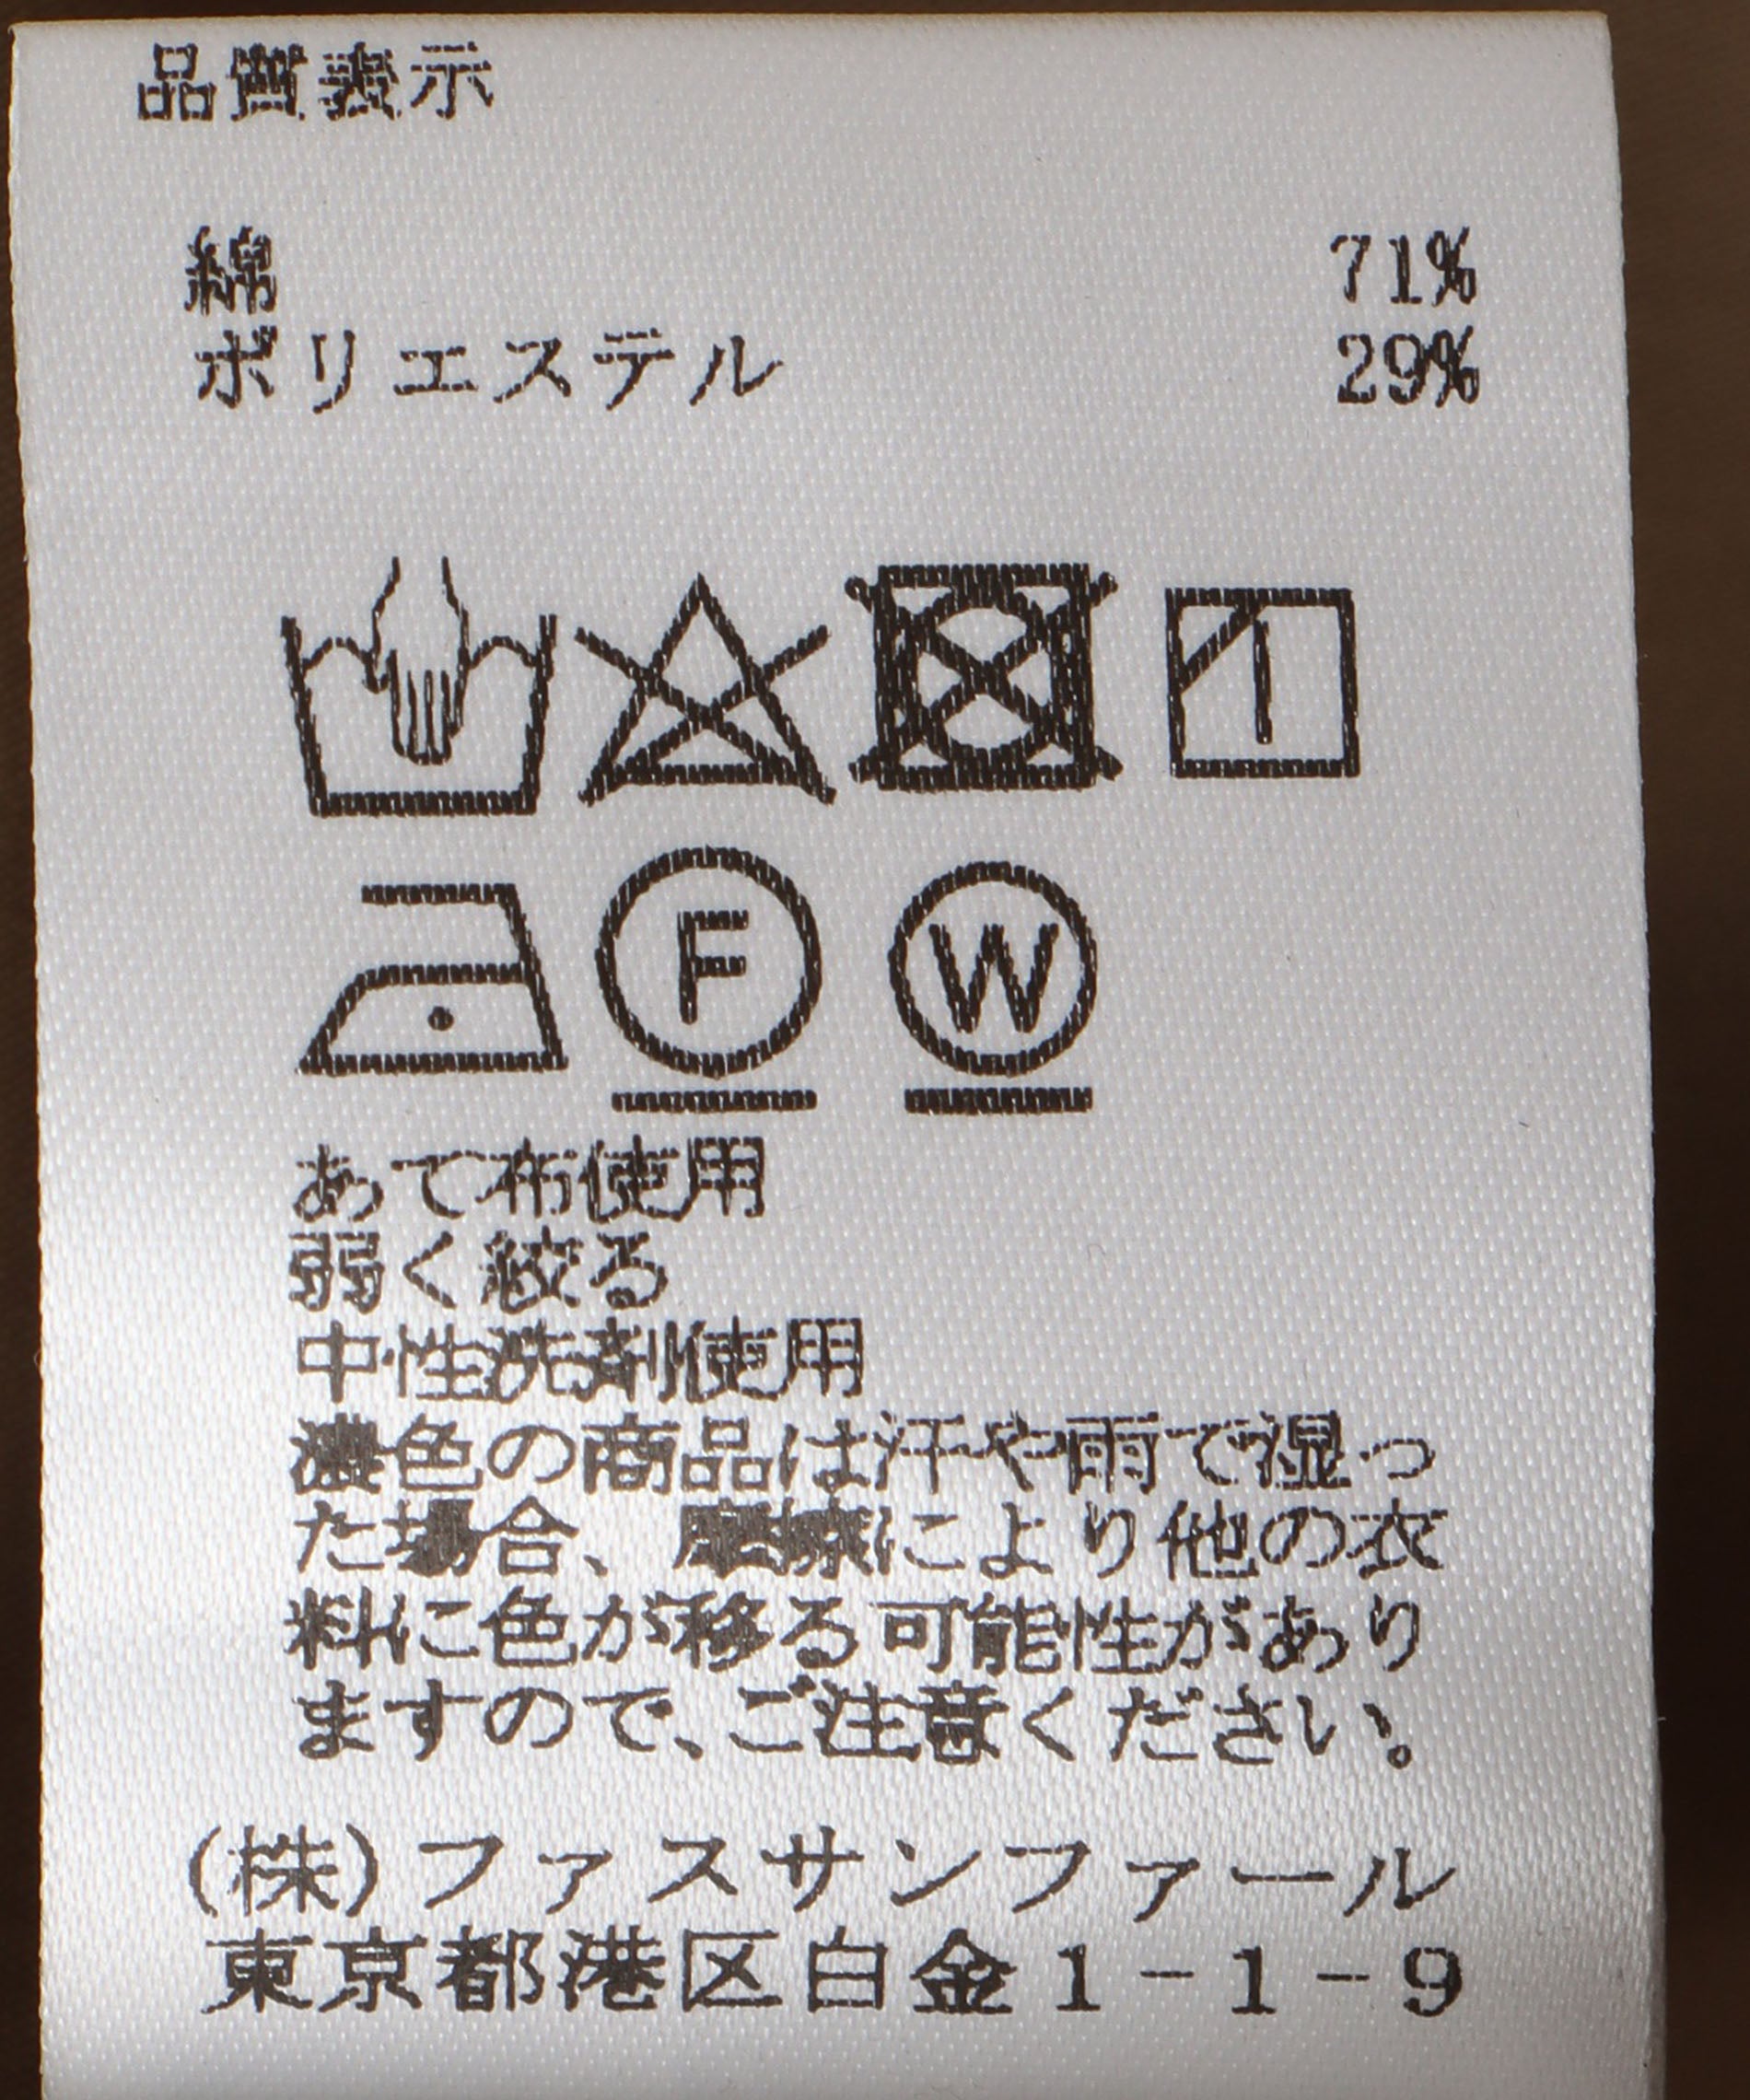 品質表示
綿 71%
ポリエステル 29%
F W
あて布使用
弱く絞る
中性洗剤使用
濃色の商品は汗や雨で湿っ
た場合、摩擦により他の衣
料に色が移る可能性があり
ますので、ご注意ください。
(株)ファスサンファール
東京都港区白金1-1-9